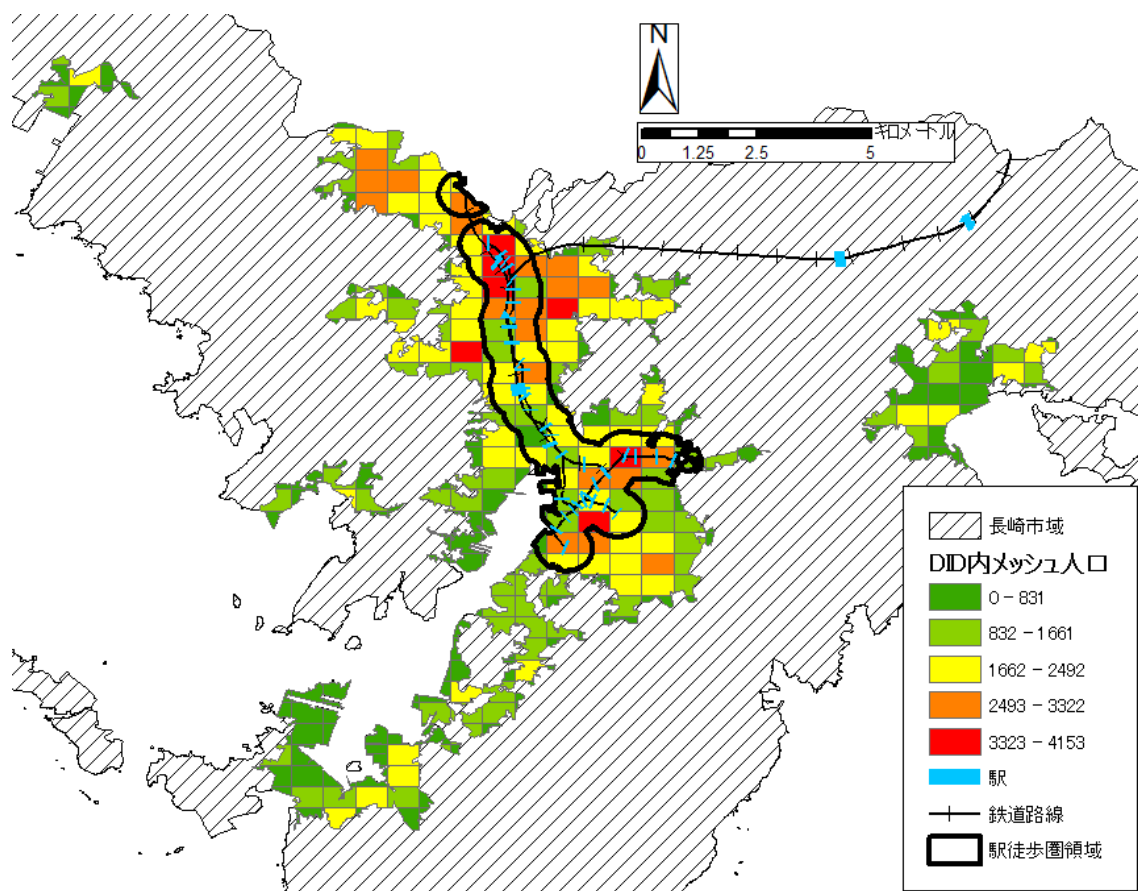 N
キロメートル
0 1.25 2.5 5
長崎市域
DID内メッシュ人口
0 - 831
832 - 1661
1662 - 2492
2493 - 3322
3323 - 4153
駅
鉄道路線
駅徒歩圏領域